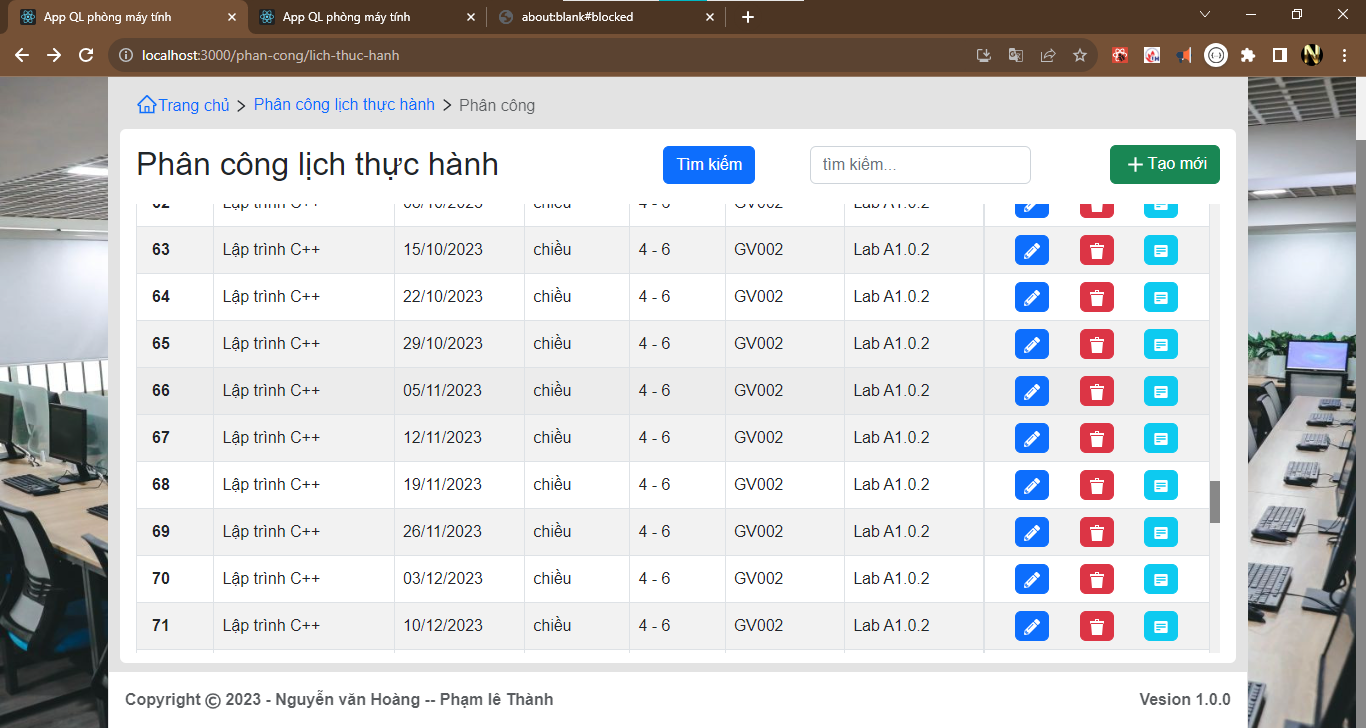 App QL phòng máy tính
App QL phòng máy tính
about:blank#blocked
localhost:3000/phan-cong/lich-thuc-hanh
Trang chủ > Phân công lịch thực hành > Phân công
Phân công lịch thực hành Tìm kiếm tìm kiếm... + Tạo mới
62 Lập trình C++ 08/10/2023 chiều 4 - 6 GV002 Lab A1.0.2
63 Lập trình C++ 15/10/2023 chiều 4 - 6 GV002 Lab A1.0.2
64 Lập trình C++ 22/10/2023 chiều 4 - 6 GV002 Lab A1.0.2
65 Lập trình C++ 29/10/2023 chiều 4 - 6 GV002 Lab A1.0.2
66 Lập trình C++ 05/11/2023 chiều 4 - 6 GV002 Lab A1.0.2
67 Lập trình C++ 12/11/2023 chiều 4 - 6 GV002 Lab A1.0.2
68 Lập trình C++ 19/11/2023 chiều 4 - 6 GV002 Lab A1.0.2
69 Lập trình C++ 26/11/2023 chiều 4 - 6 GV002 Lab A1.0.2
70 Lập trình C++ 03/12/2023 chiều 4 - 6 GV002 Lab A1.0.2
71 Lập trình C++ 10/12/2023 chiều 4 - 6 GV002 Lab A1.0.2
Copyright © 2023 - Nguyễn văn Hoàng -- Phạm lê Thành Vesion 1.0.0